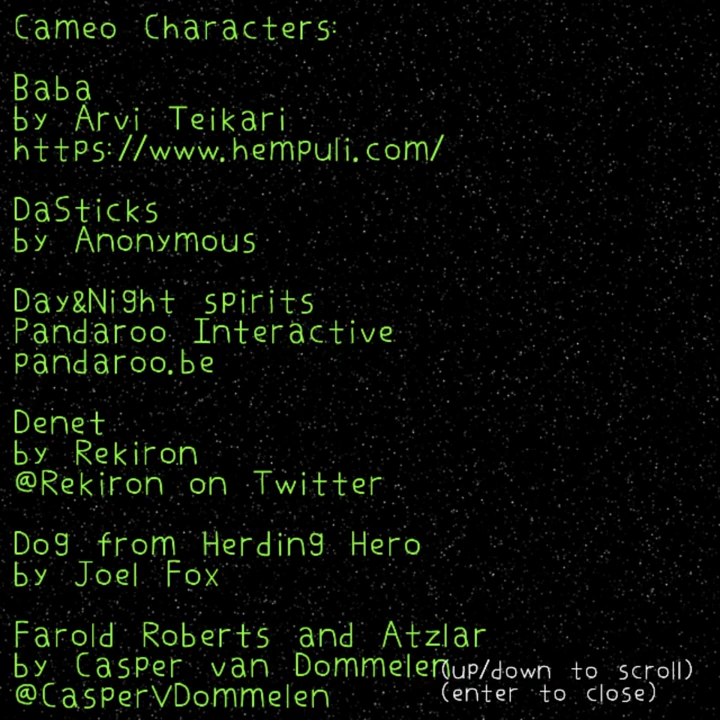 Cameo Characters:
Baba
by Arvi Teikari
https://www.hempuli.com/
DaSticks
by Anonymous
Day&Night spirits
Pandaroo Interactive
pandaroo.be
Denet
by Rekiron
@Rekiron on Twitter
Dog from Herding Hero
by Joel Fox
Farold Roberts and Atzlar
by Casper van Dommelen
@CasperVDommelen
(up/down to scroll)
(enter to close)